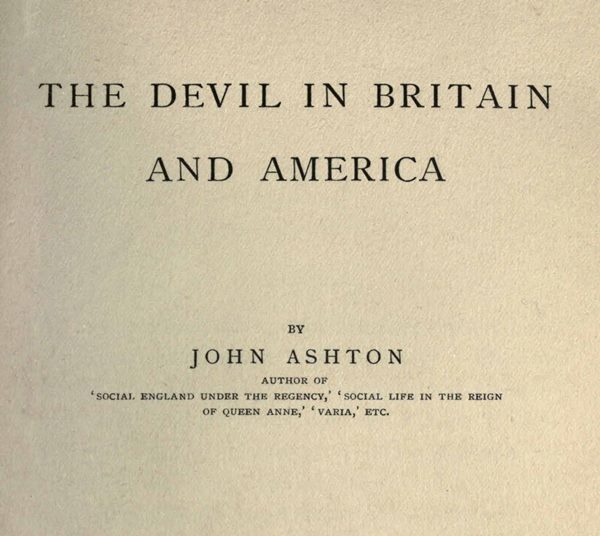 THE DEVIL IN BRITAIN
AND AMERICA
BY
JOHN ASHTON
AUTHOR OF
'SOCIAL ENGLAND UNDER THE REGENCY,' 'SOCIAL LIFE IN THE REIGN
OF QUEEN ANNE,' 'VARIA,' ETC.